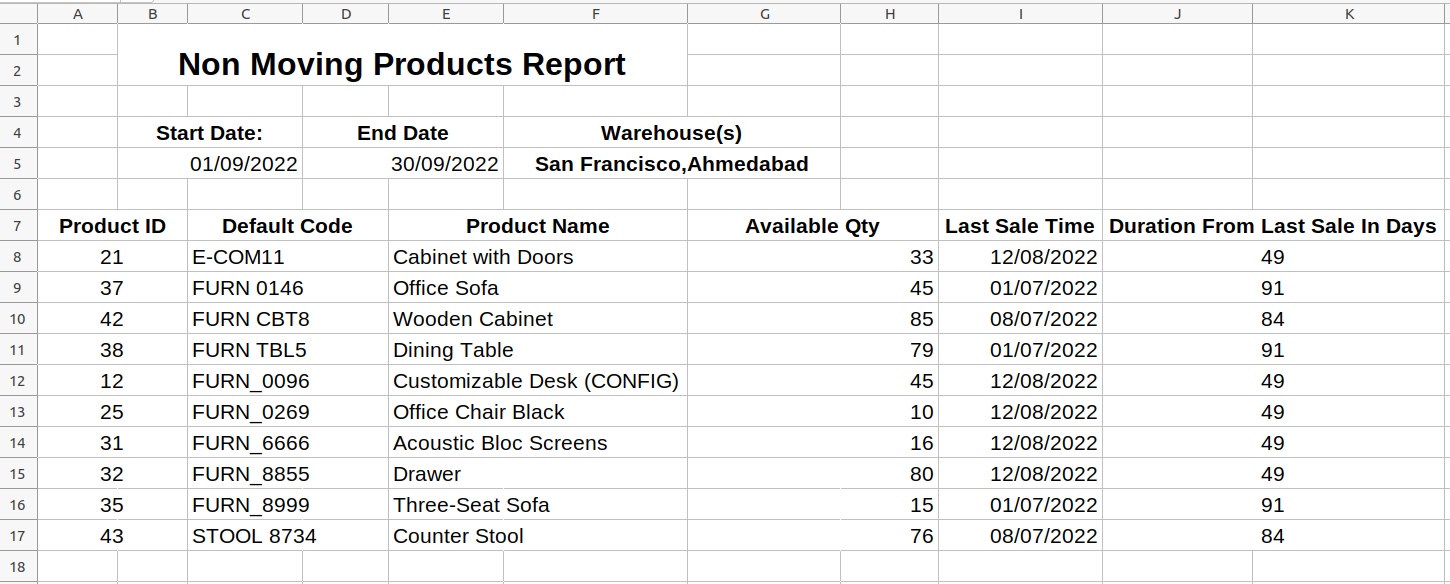 A B C D E F G H I J K
1
Non Moving Products Report
2
3
4 Start Date: End Date Warehouse(s)
5 01/09/2022 30/09/2022 San Francisco,Ahmedabad
6
7 Product ID Default Code Product Name Available Qty Last Sale Time Duration From Last Sale In Days
8 21 E-COM11 Cabinet with Doors 33 12/08/2022 49
9 37 FURN 0146 Office Sofa 45 01/07/2022 91
10 42 FURN CBT8 Wooden Cabinet 85 08/07/2022 84
11 38 FURN TBL5 Dining Table 79 01/07/2022 91
12 12 FURN_0096 Customizable Desk (CONFIG) 45 12/08/2022 49
13 25 FURN_0269 Office Chair Black 10 12/08/2022 49
14 31 FURN_6666 Acoustic Bloc Screens 16 12/08/2022 49
15 32 FURN_8855 Drawer 80 12/08/2022 49
16 35 FURN_8999 Three-Seat Sofa 15 01/07/2022 91
17 43 STOOL 8734 Counter Stool 76 08/07/2022 84
18